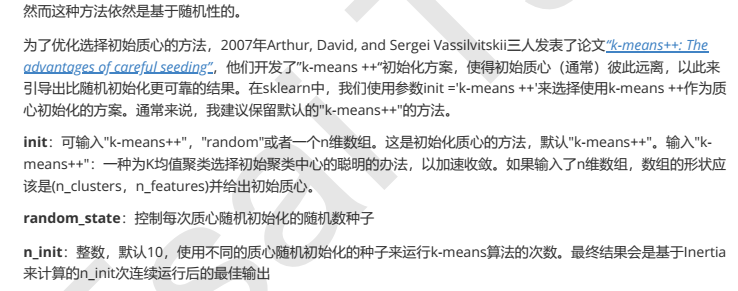 然而这种方法依然是基于随机性的。
为了优化选择初始质心的方法，2007年Arthur, David, and Sergei Vassilvitskii三人发表了论文“k-means++: The
advantages of careful seeding”，他们开发了”k-means ++“初始化方案，使得初始质心（通常）彼此远离，以此来
引导出比随机初始化更可靠的结果。在sklearn中，我们使用参数init ='k-means ++'来选择使用k-means ++作为质
心初始化的方案。通常来说，我建议保留默认的"k-means++"的方法。
init：可输入"k-means++"，"random"或者一个n维数组。这是初始化质心的方法，默认"k-means++"。输入"k-
means++"：一种为K均值聚类选择初始聚类中心的聪明的办法，以加速收敛。如果输入了n维数组，数组的形状应
该是(n_clusters，n_features)并给出初始质心。
random_state：控制每次质心随机初始化的随机数种子
n_init：整数，默认10，使用不同的质心随机初始化的种子来运行k-means算法的次数。最终结果会是基于Inertia
来计算的n_init次连续运行后的最佳输出